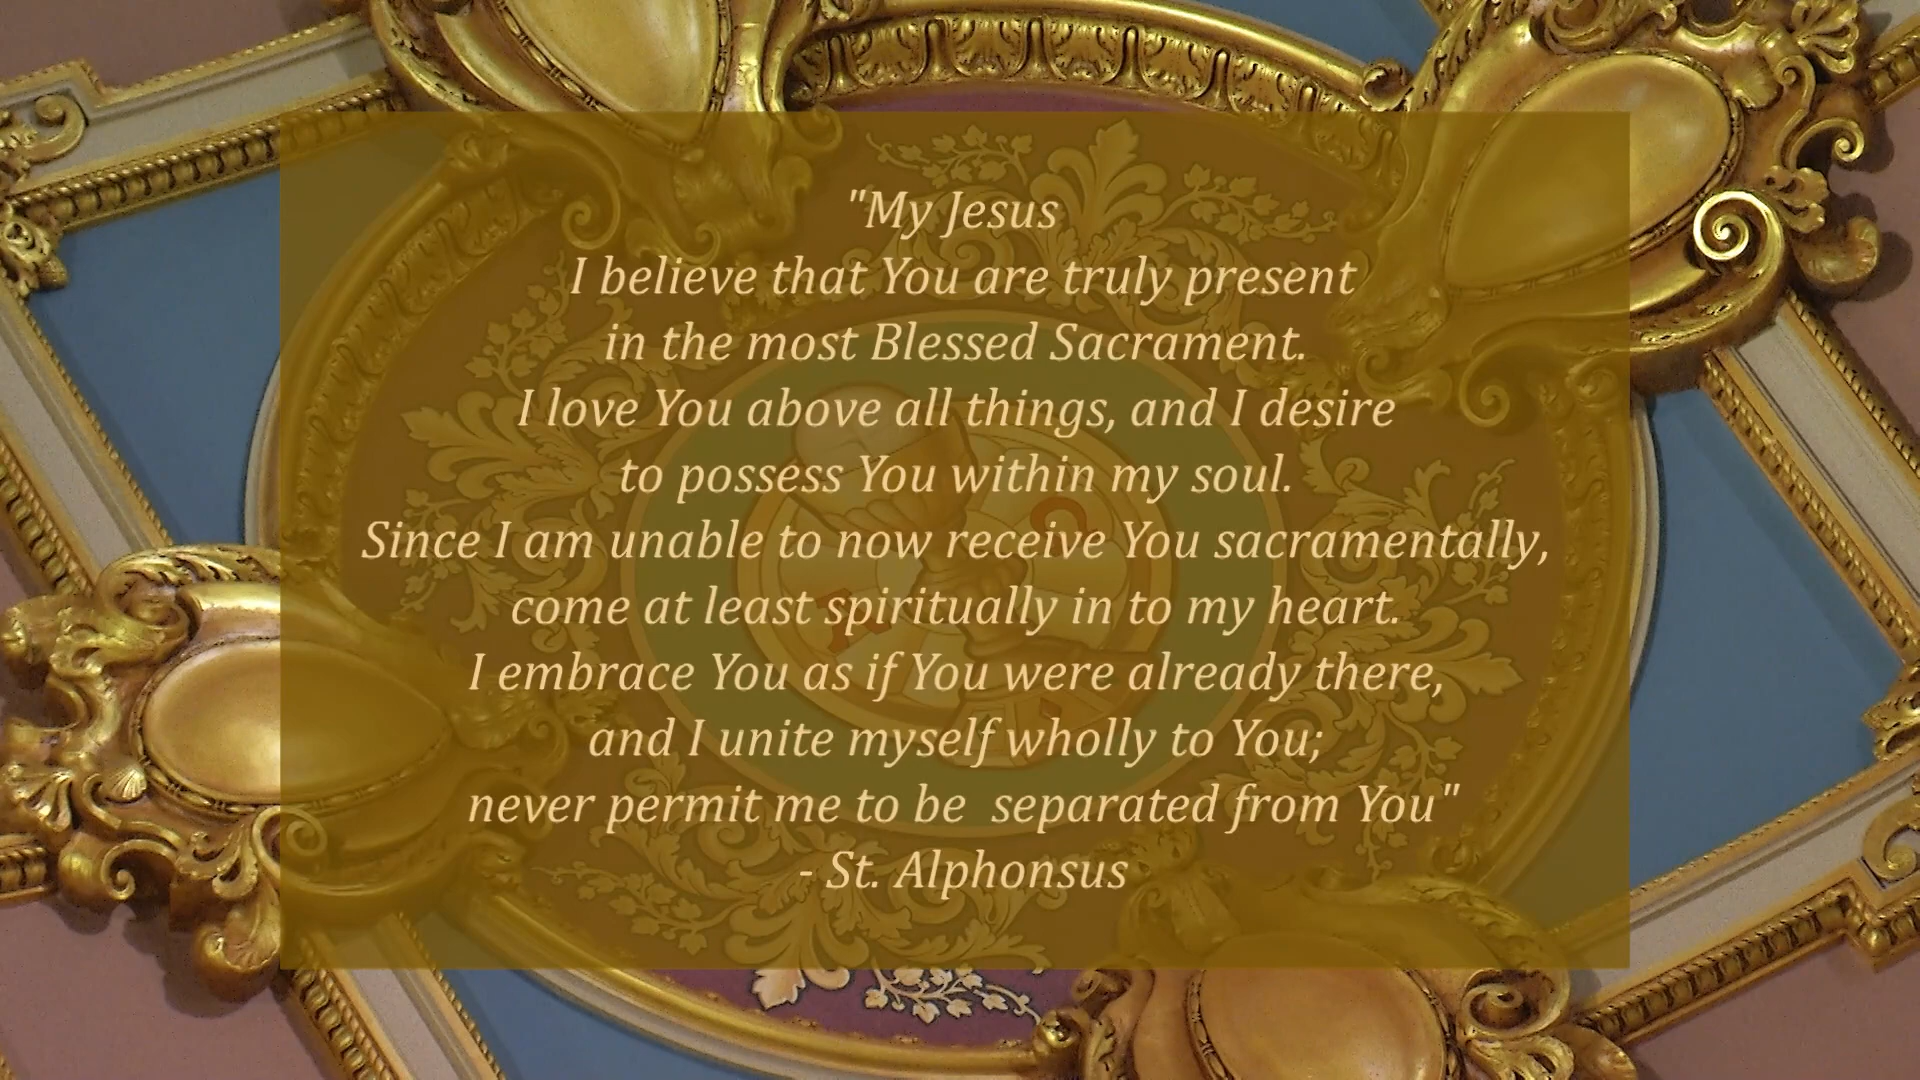 "My Jesus
I believe that You are truly present
in the most Blessed Sacrament.
I love You above all things, and I desire
to possess You within my soul.
Since I am unable to now receive You sacramentally,
come at least spiritually in to my heart.
I embrace You as if You were already there,
and I unite myself wholly to You;
never permit me to be  separated from You"
- St. Alphonsus